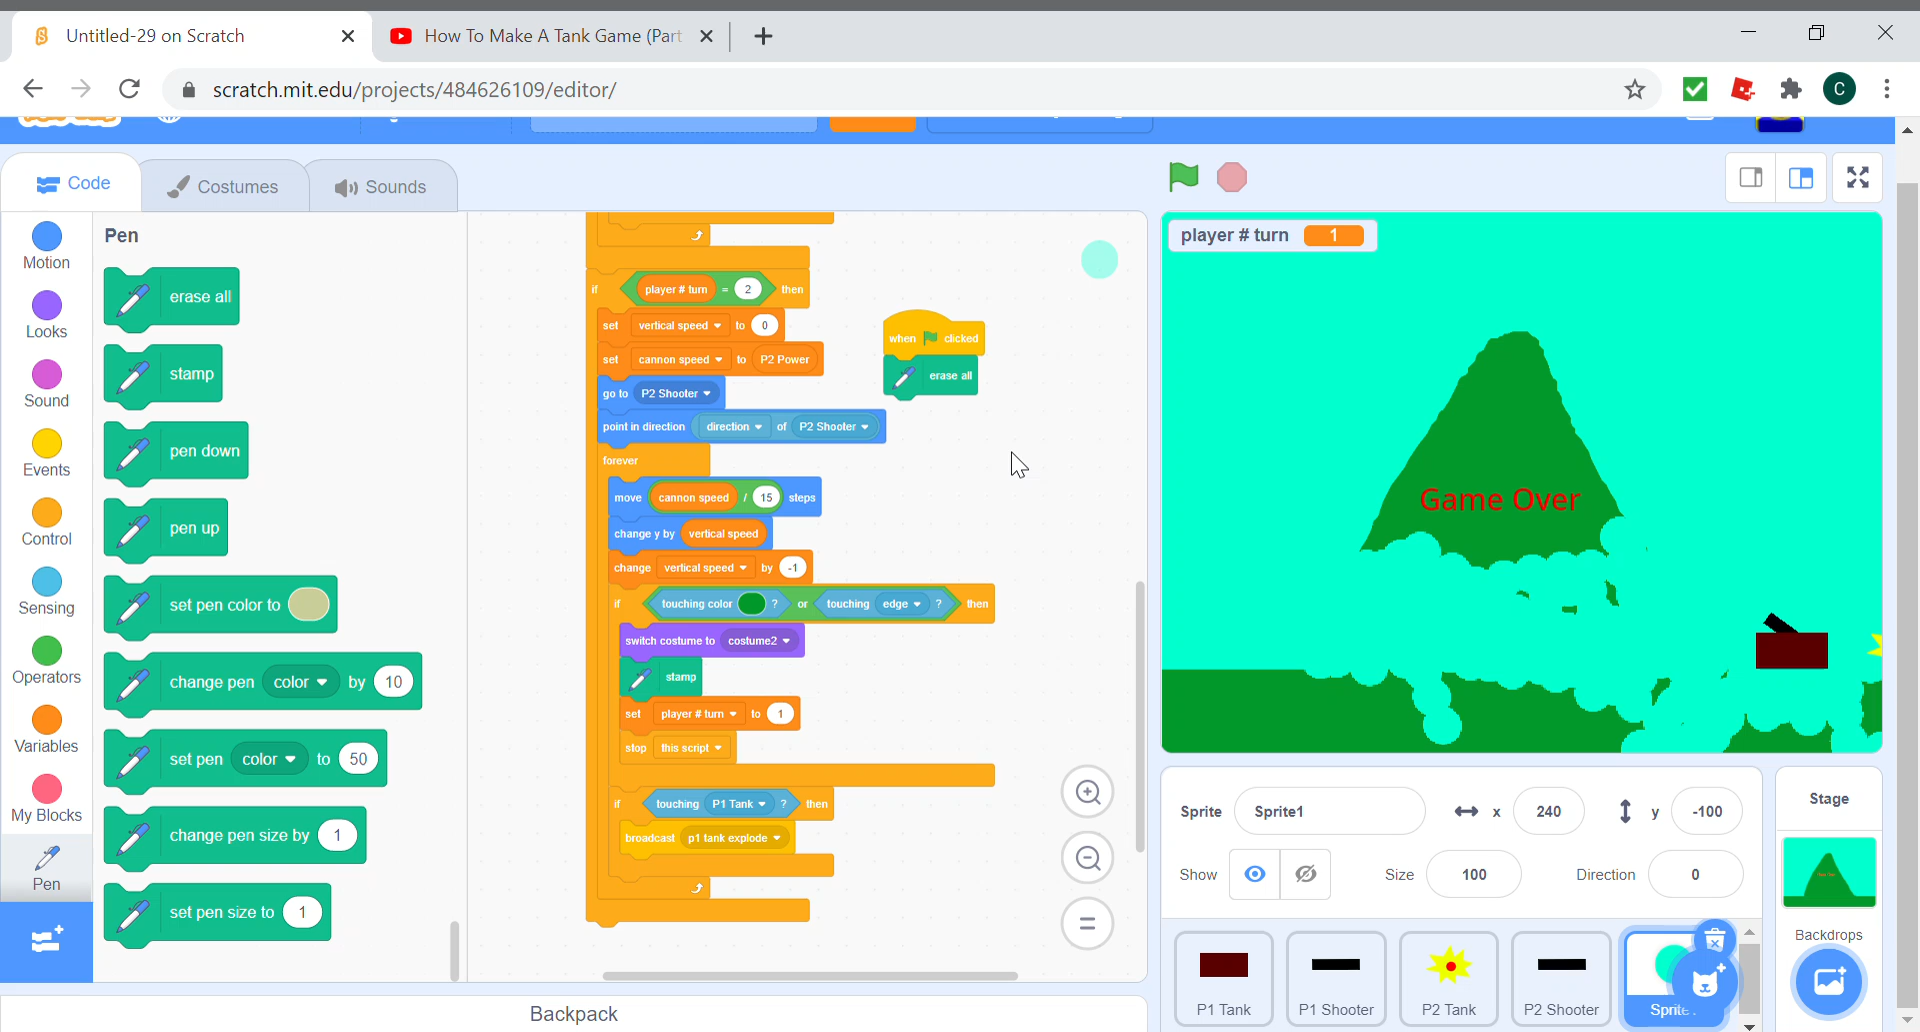 Untitled-29 on Scratch
How To Make A Tank Game (Part
scratch.mit.edu/projects/484626109/editor/
C
Code
Costumes
Sounds
Motion
Looks
Sound
Events
Control
Sensing
Operators
Variables
My Blocks
Pen
Pen
erase all
stamp
pen down
pen up
set pen color to
change pen color by 10
set pen color to 50
change pen size by 1
set pen size to 1
if player # turn = 2 then
set vertical speed to 0
set cannon speed to P2 Power
go to P2 Shooter
point in direction direction of P2 Shooter
forever
move cannon speed / 15 steps
change y by vertical speed
change vertical speed by -1
if touching color ? or touching edge ? then
switch costume to costume2
stamp
set player # turn to 1
stop this script
if touching P1 Tank ? then
broadcast p1 tank explode
when clicked
erase all
player # turn 1
Game Over
Sprite Sprite1 x 240 y -100
Show Size 100 Direction 0
P1 Tank
P1 Shooter
P2 Tank
P2 Shooter
Stage
Backdrops
Backpack